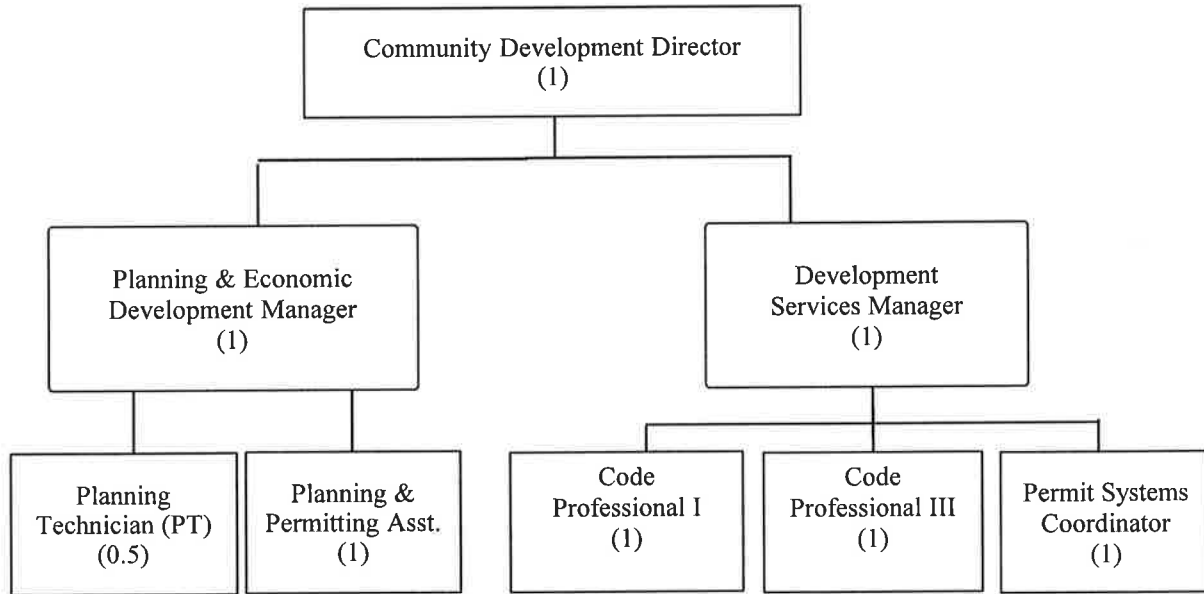 Community Development Director
(1)
Planning & Economic
Development Manager
(1)
Development
Services Manager
(1)
Planning
Technician (PT)
(0.5)
Planning &
Permitting Asst.
(1)
Code
Professional I
(1)
Code
Professional III
(1)
Permit Systems
Coordinator
(1)